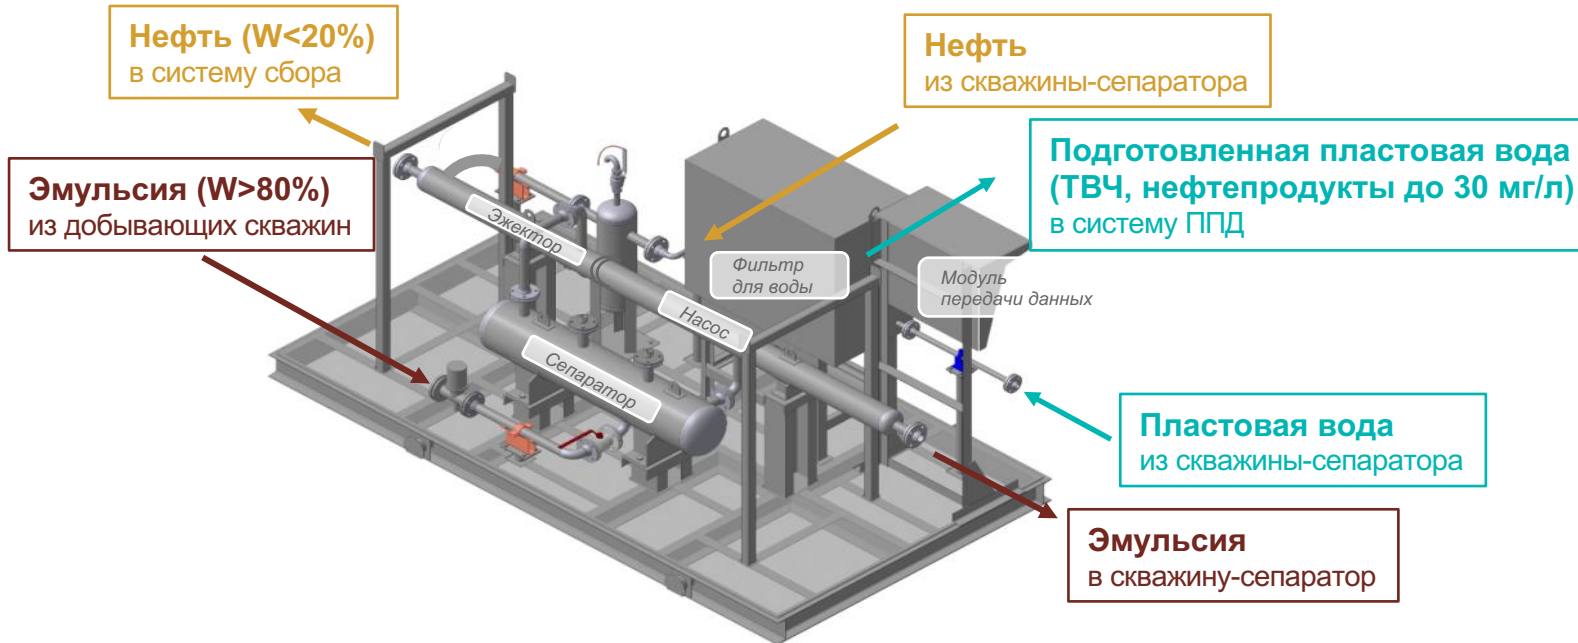 Нефть (W<20%)
в систему сбора
Нефть
из скважины-сепаратора
Эмульсия (W>80%)
из добывающих скважин
Подготовленная пластовая вода
(ТВЧ, нефтепродукты до 30 мг/л)
в систему ППД
Эжектор
Фильтр
для воды
Модуль
передачи данных
Насос
Сепаратор
Пластовая вода
из скважины-сепаратора
Эмульсия
в скважину-сепаратор